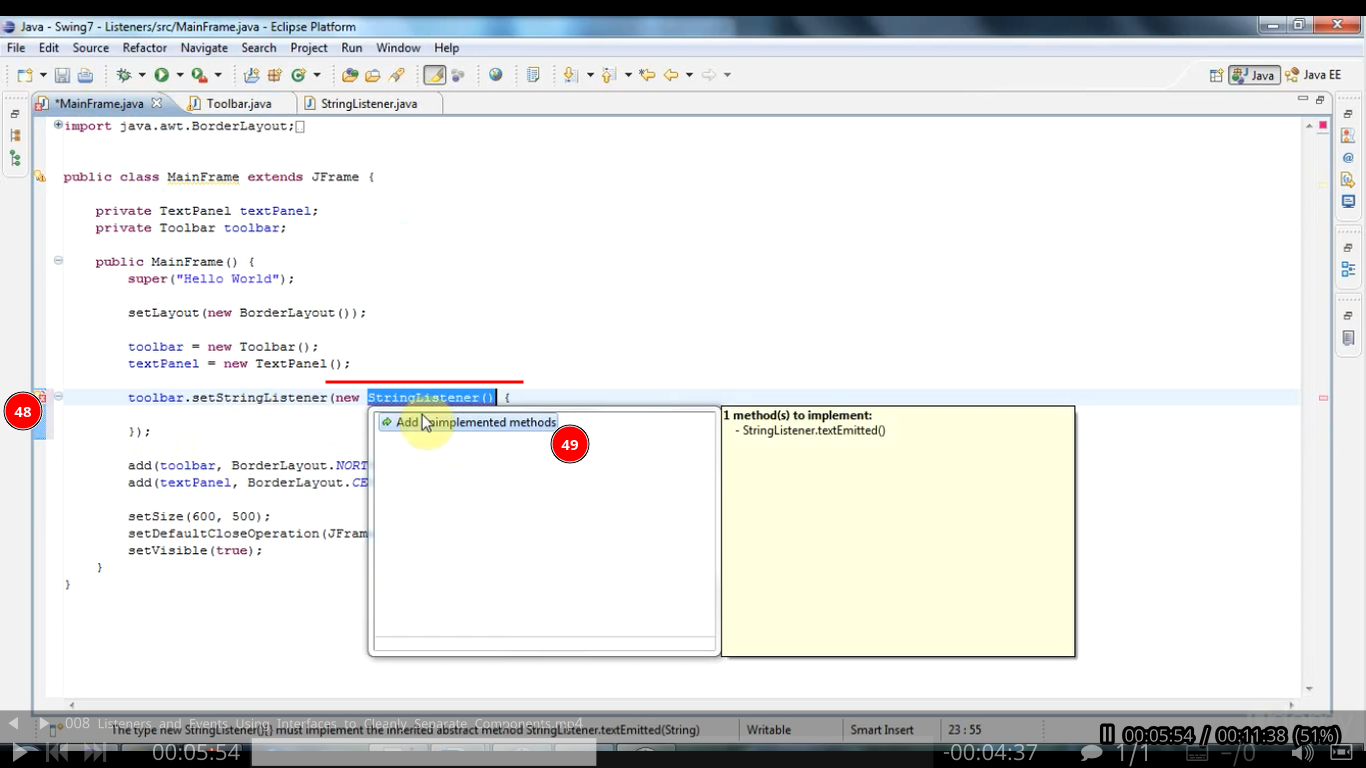 Java - Swing7 - Listeners/src/MainFrame.java - Eclipse Platform
File Edit Source Refactor Navigate Search Project Run Window Help
Java Java EE
*MainFrame.java Toolbar.java StringListener.java
import java.awt.BorderLayout;
public class MainFrame extends JFrame {
private TextPanel textPanel;
private Toolbar toolbar;
public MainFrame() {
super("Hello World");
setLayout(new BorderLayout());
toolbar = new Toolbar();
textPanel = new TextPanel();
48
toolbar.setStringListener(new StringListener() {
Add unimplemented methods
1 method(s) to implement:
- StringListener.textEmitted()
49
});
add(toolbar, BorderLayout.NORT
add(textPanel, BorderLayout.CE
setSize(600, 500);
setDefaultCloseOperation(JFram
setVisible(true);
}
}
008 Listeners and Events Using Interfaces to Cleanly Separate Components.mp4
The type new StringListener(){} must implement the inherited abstract method StringListener.textEmitted(String) Writable Smart Insert 23 : 55
00:05:54 -00:04:37 00:05:54 / 00:11:38 (51%)
1/1 -/0